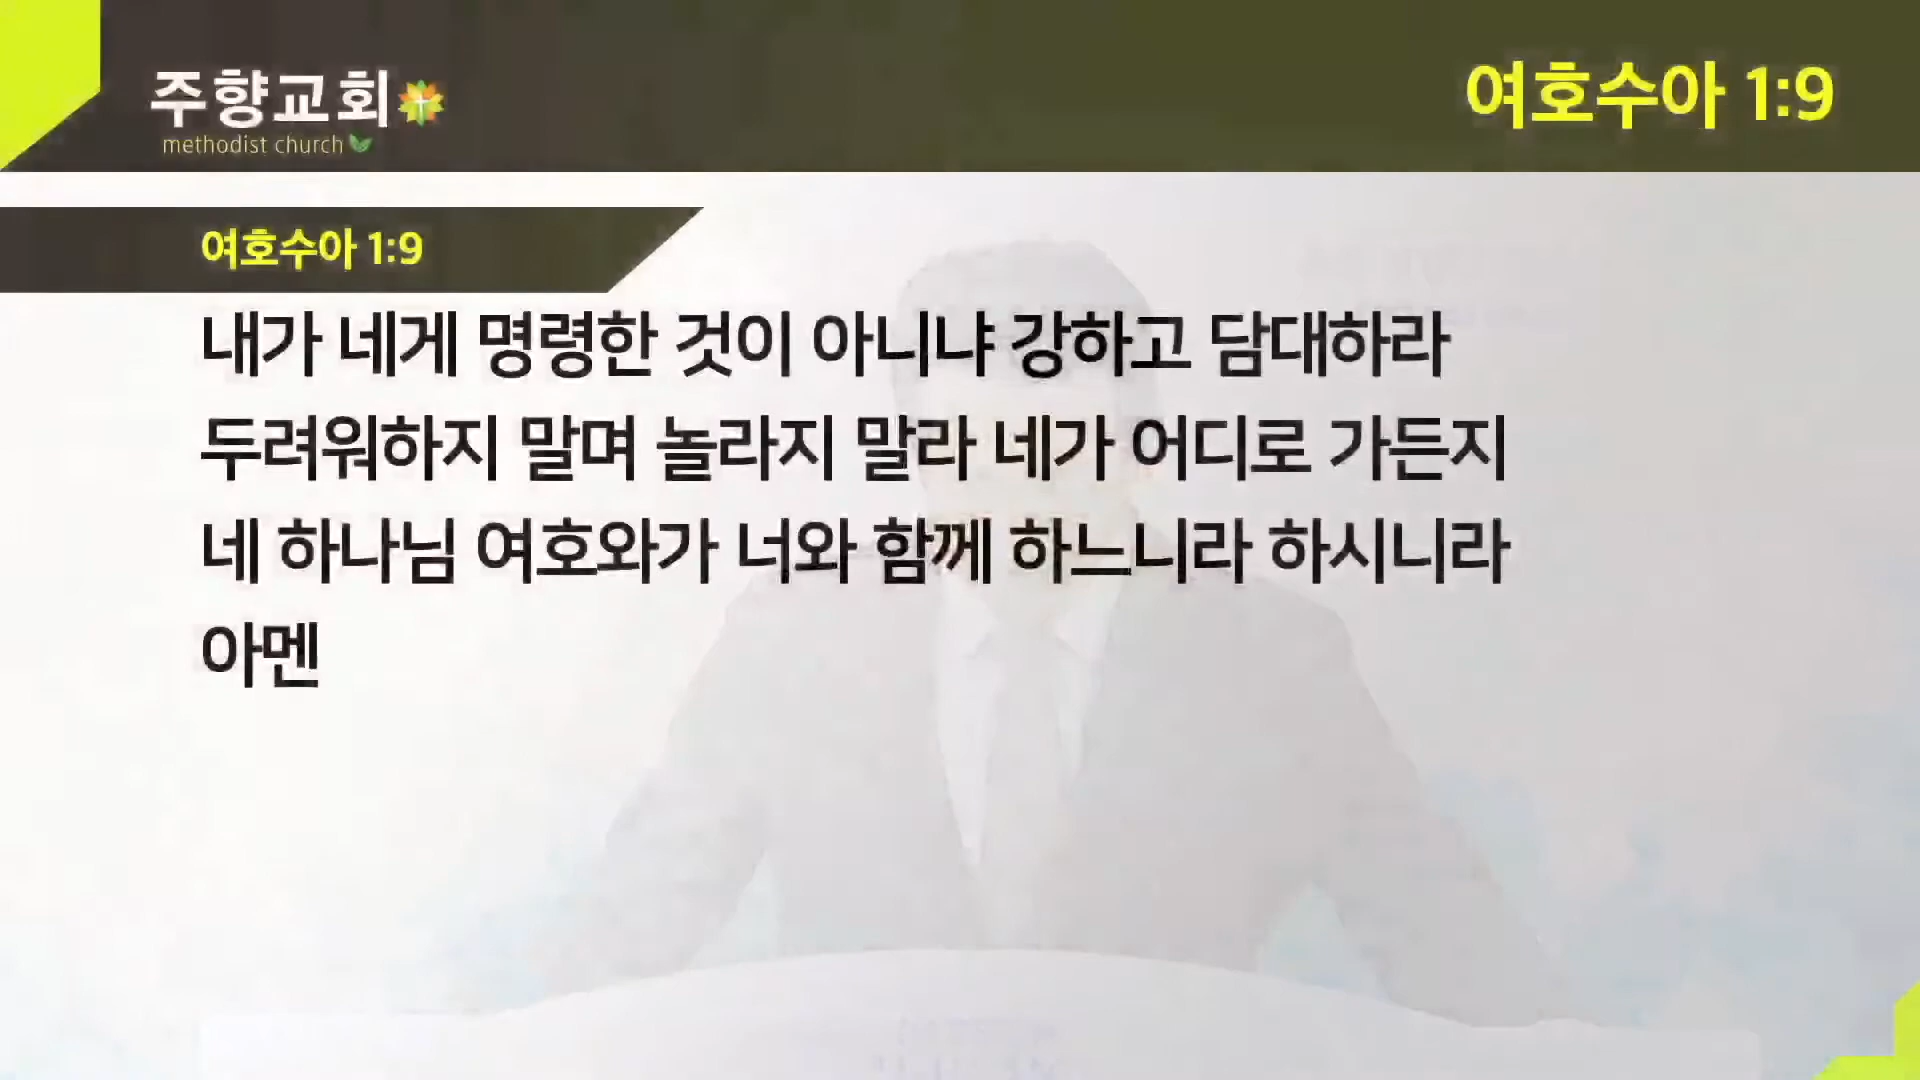 주향교회
methodist church
여호수아 1:9
여호수아 1:9
내가 네게 명령한 것이 아니냐 강하고 담대하라
두려워하지 말며 놀라지 말라 네가 어디로 가든지
네 하나님 여호와가 너와 함께 하느니라 하시니라
아멘